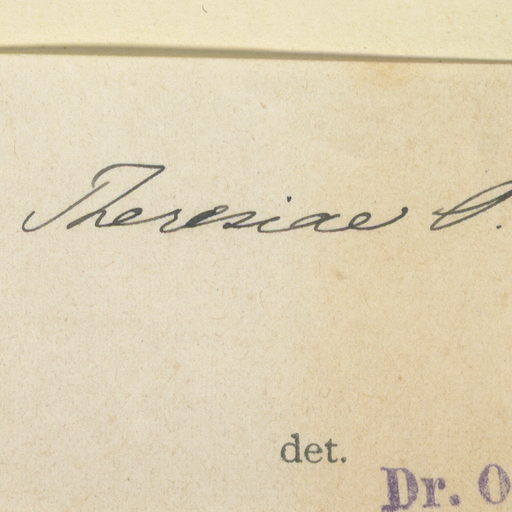 Theresiae O.
det.
Dr. O